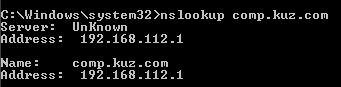 C:\Windows\system32>nslookup comp.kuz.com
Server:  UnKnown
Address:  192.168.112.1

Name:    comp.kuz.com
Address:  192.168.112.1